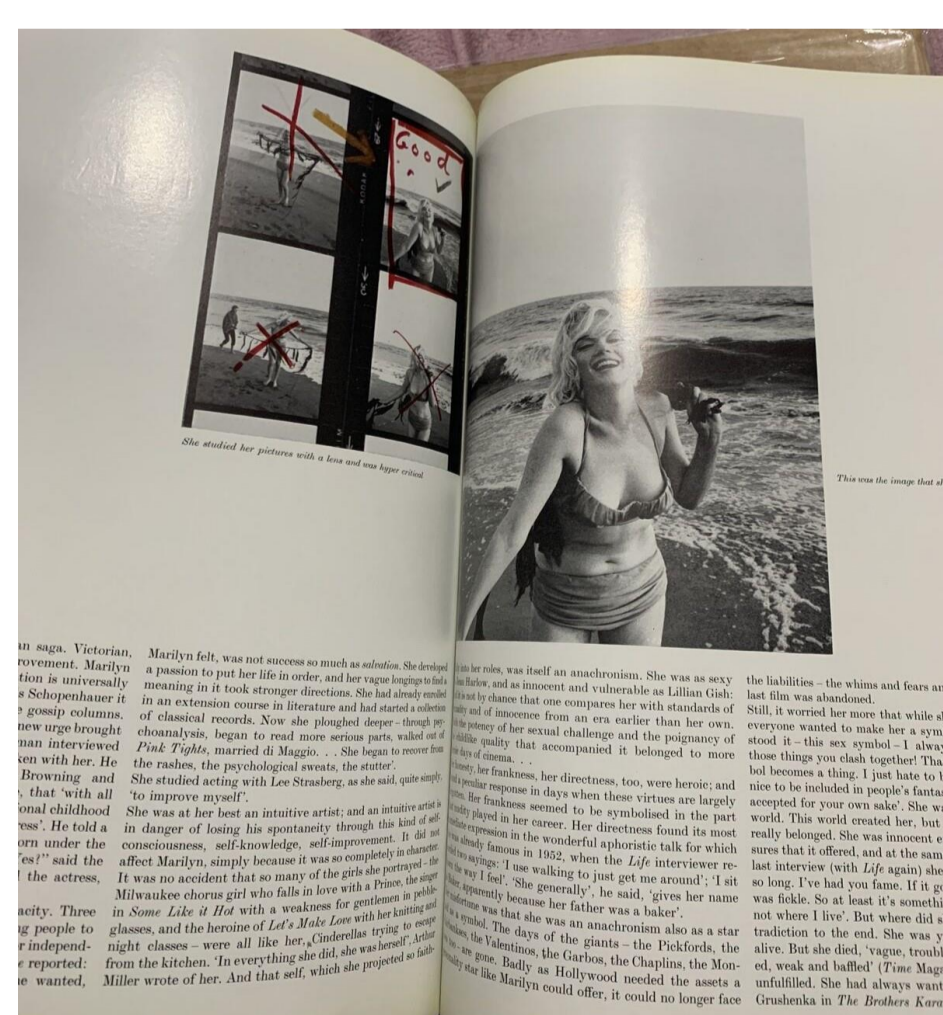 Good
KODAK
She studied her pictures with a lens and was hyper critical
an saga. Victorian,
rovement. Marilyn
tion is universally
s Schopenhauer it
gossip columns.
new urge brought
man interviewed
ken with her. He
Browning and
, that 'with all
ional childhood
ress'. He told a
orn under the
es?" said the
the actress,
acity. Three
ng people to
r independ-
e reported:
he wanted,
Marilyn felt, was not success so much as salvation. She developed
a passion to put her life in order, and her vague longings to find a
meaning in it took stronger directions. She had already enrolled
in an extension course in literature and had started a collection
of classical records. Now she ploughed deeper – through psy-
choanalysis, began to read more serious parts, walked out of
Pink Tights, married di Maggio. . . She began to recover from
the rashes, the psychological sweats, the stutter'.
She studied acting with Lee Strasberg, as she said, quite simply,
'to improve myself'.
She was at her best an intuitive artist; and an intuitive artist is
in danger of losing his spontaneity through this kind of self-
consciousness, self-knowledge, self-improvement. It did not
affect Marilyn, simply because it was so completely in character.
It was no accident that so many of the girls she portrayed – the
Milwaukee chorus girl who falls in love with a Prince, the singer
in Some Like it Hot with a weakness for gentlemen in pebble-
glasses, and the heroine of Let's Make Love with her knitting and
night classes – were all like her, Cinderellas trying to escape
from the kitchen. 'In everything she did, she was herself', Arthur
Miller wrote of her. And that self, which she projected so faith-
This was the image that sh
into her roles, was itself an anachronism. She was as sexy
Harlow, and as innocent and vulnerable as Lillian Gish:
it is not by chance that one compares her with standards of
and of innocence from an era earlier than her own.
the potency of her sexual challenge and the poignancy of
childlike quality that accompanied it belonged to more
days of cinema. . .
honesty, her frankness, her directness, too, were heroic; and
a peculiar response in days when these virtues are largely
Her frankness seemed to be symbolised in the part
nudity played in her career. Her directness found its most
expression in the wonderful aphoristic talk for which
was already famous in 1952, when the Life interviewer re-
two sayings: 'I use walking to just get me around'; 'I sit
the way I feel'. 'She generally', he said, 'gives her name
Baker, apparently because her father was a baker'.
misfortune was that she was an anachronism also as a star
as a symbol. The days of the giants – the Pickfords, the
the Valentinos, the Garbos, the Chaplins, the Mon-
– are gone. Badly as Hollywood needed the assets a
star like Marilyn could offer, it could no longer face
the liabilities – the whims and fears an
last film was abandoned.
Still, it worried her more that while s
everyone wanted to make her a sym
stood it – this sex symbol – I alway
those things you clash together! Tha
bol becomes a thing. I just hate to b
nice to be included in people's fantas
accepted for your own sake'. She wa
world. This world created her, but
really belonged. She was innocent e
sures that it offered, and at the sam
last interview (with Life again) she
so long. I've had you fame. If it go
was fickle. So at least it's somethi
not where I live'. But where did s
tradiction to the end. She was y
alive. But she died, 'vague, troubl
ed, weak and baffled' (Time Mag
unfulfilled. She had always want
Grushenka in The Brothers Kara